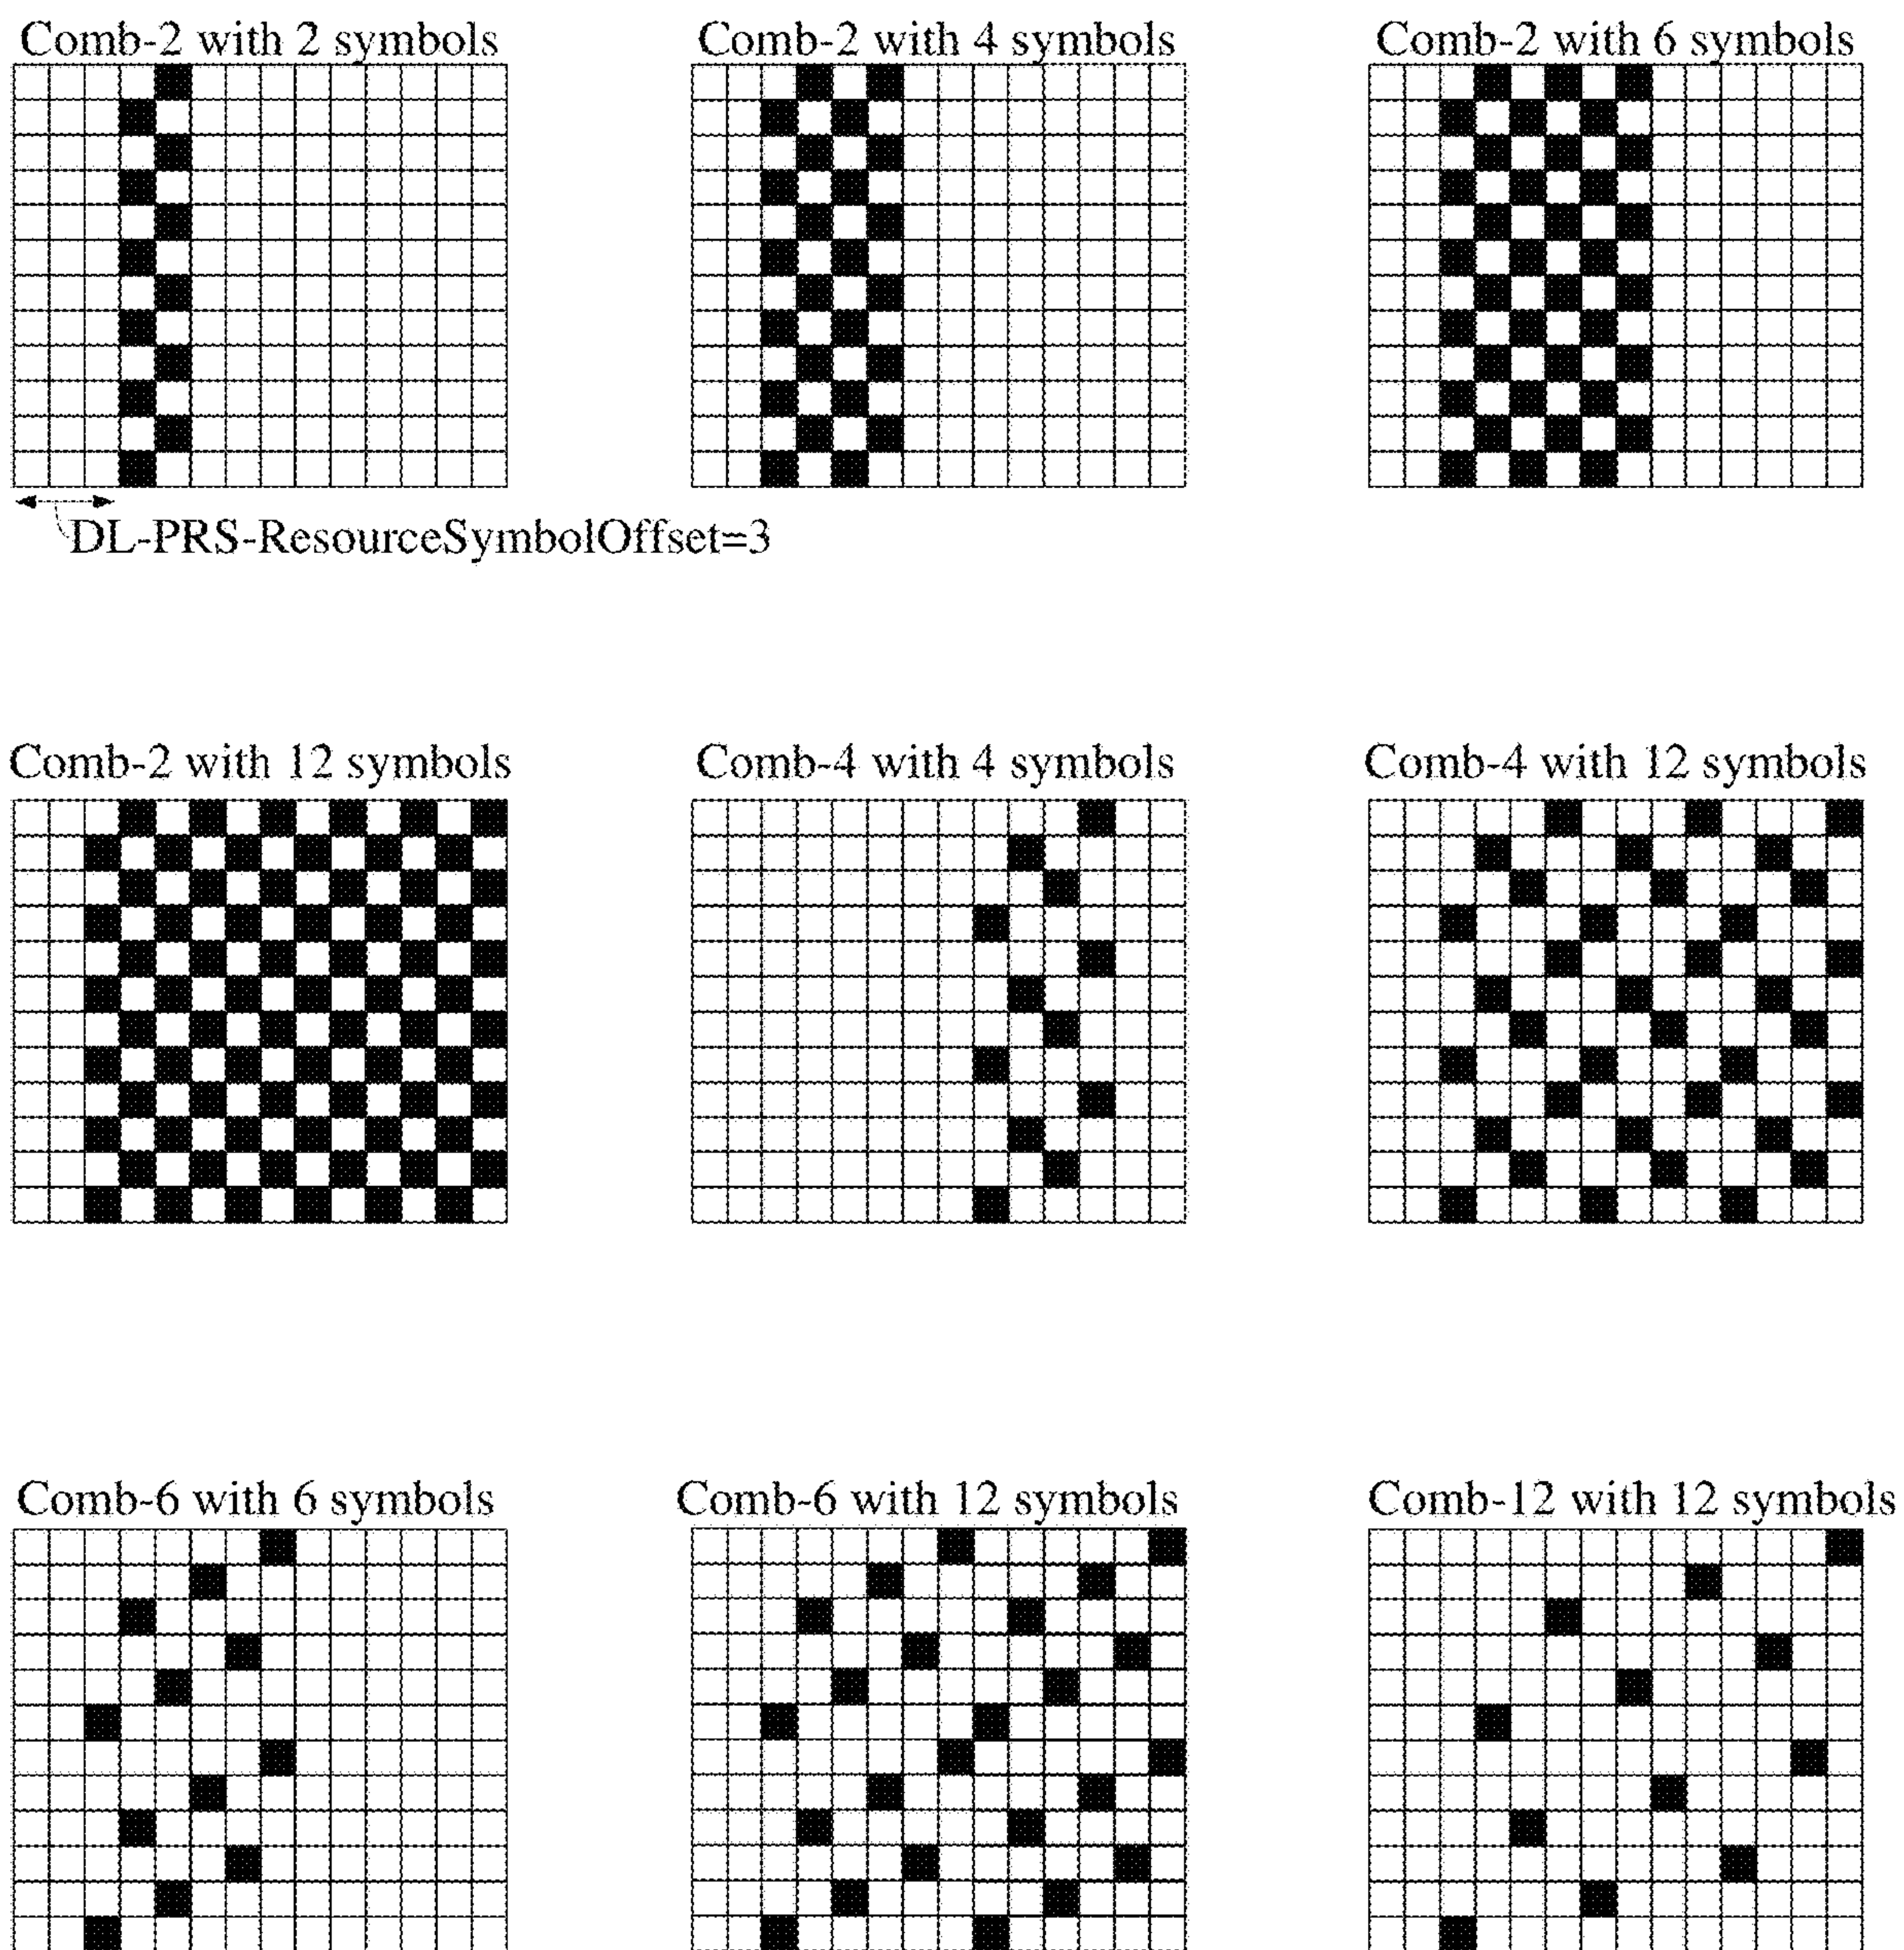 Comb-2 with 2 symbols
Comb-2 with 4 symbols
Comb-2 with 6 symbols
DL-PRS-ResourceSymbolOffset=3
Comb-2 with 12 symbols
Comb-4 with 4 symbols
Comb-4 with 12 symbols
Comb-6 with 6 symbols
Comb-6 with 12 symbols
Comb-12 with 12 symbols